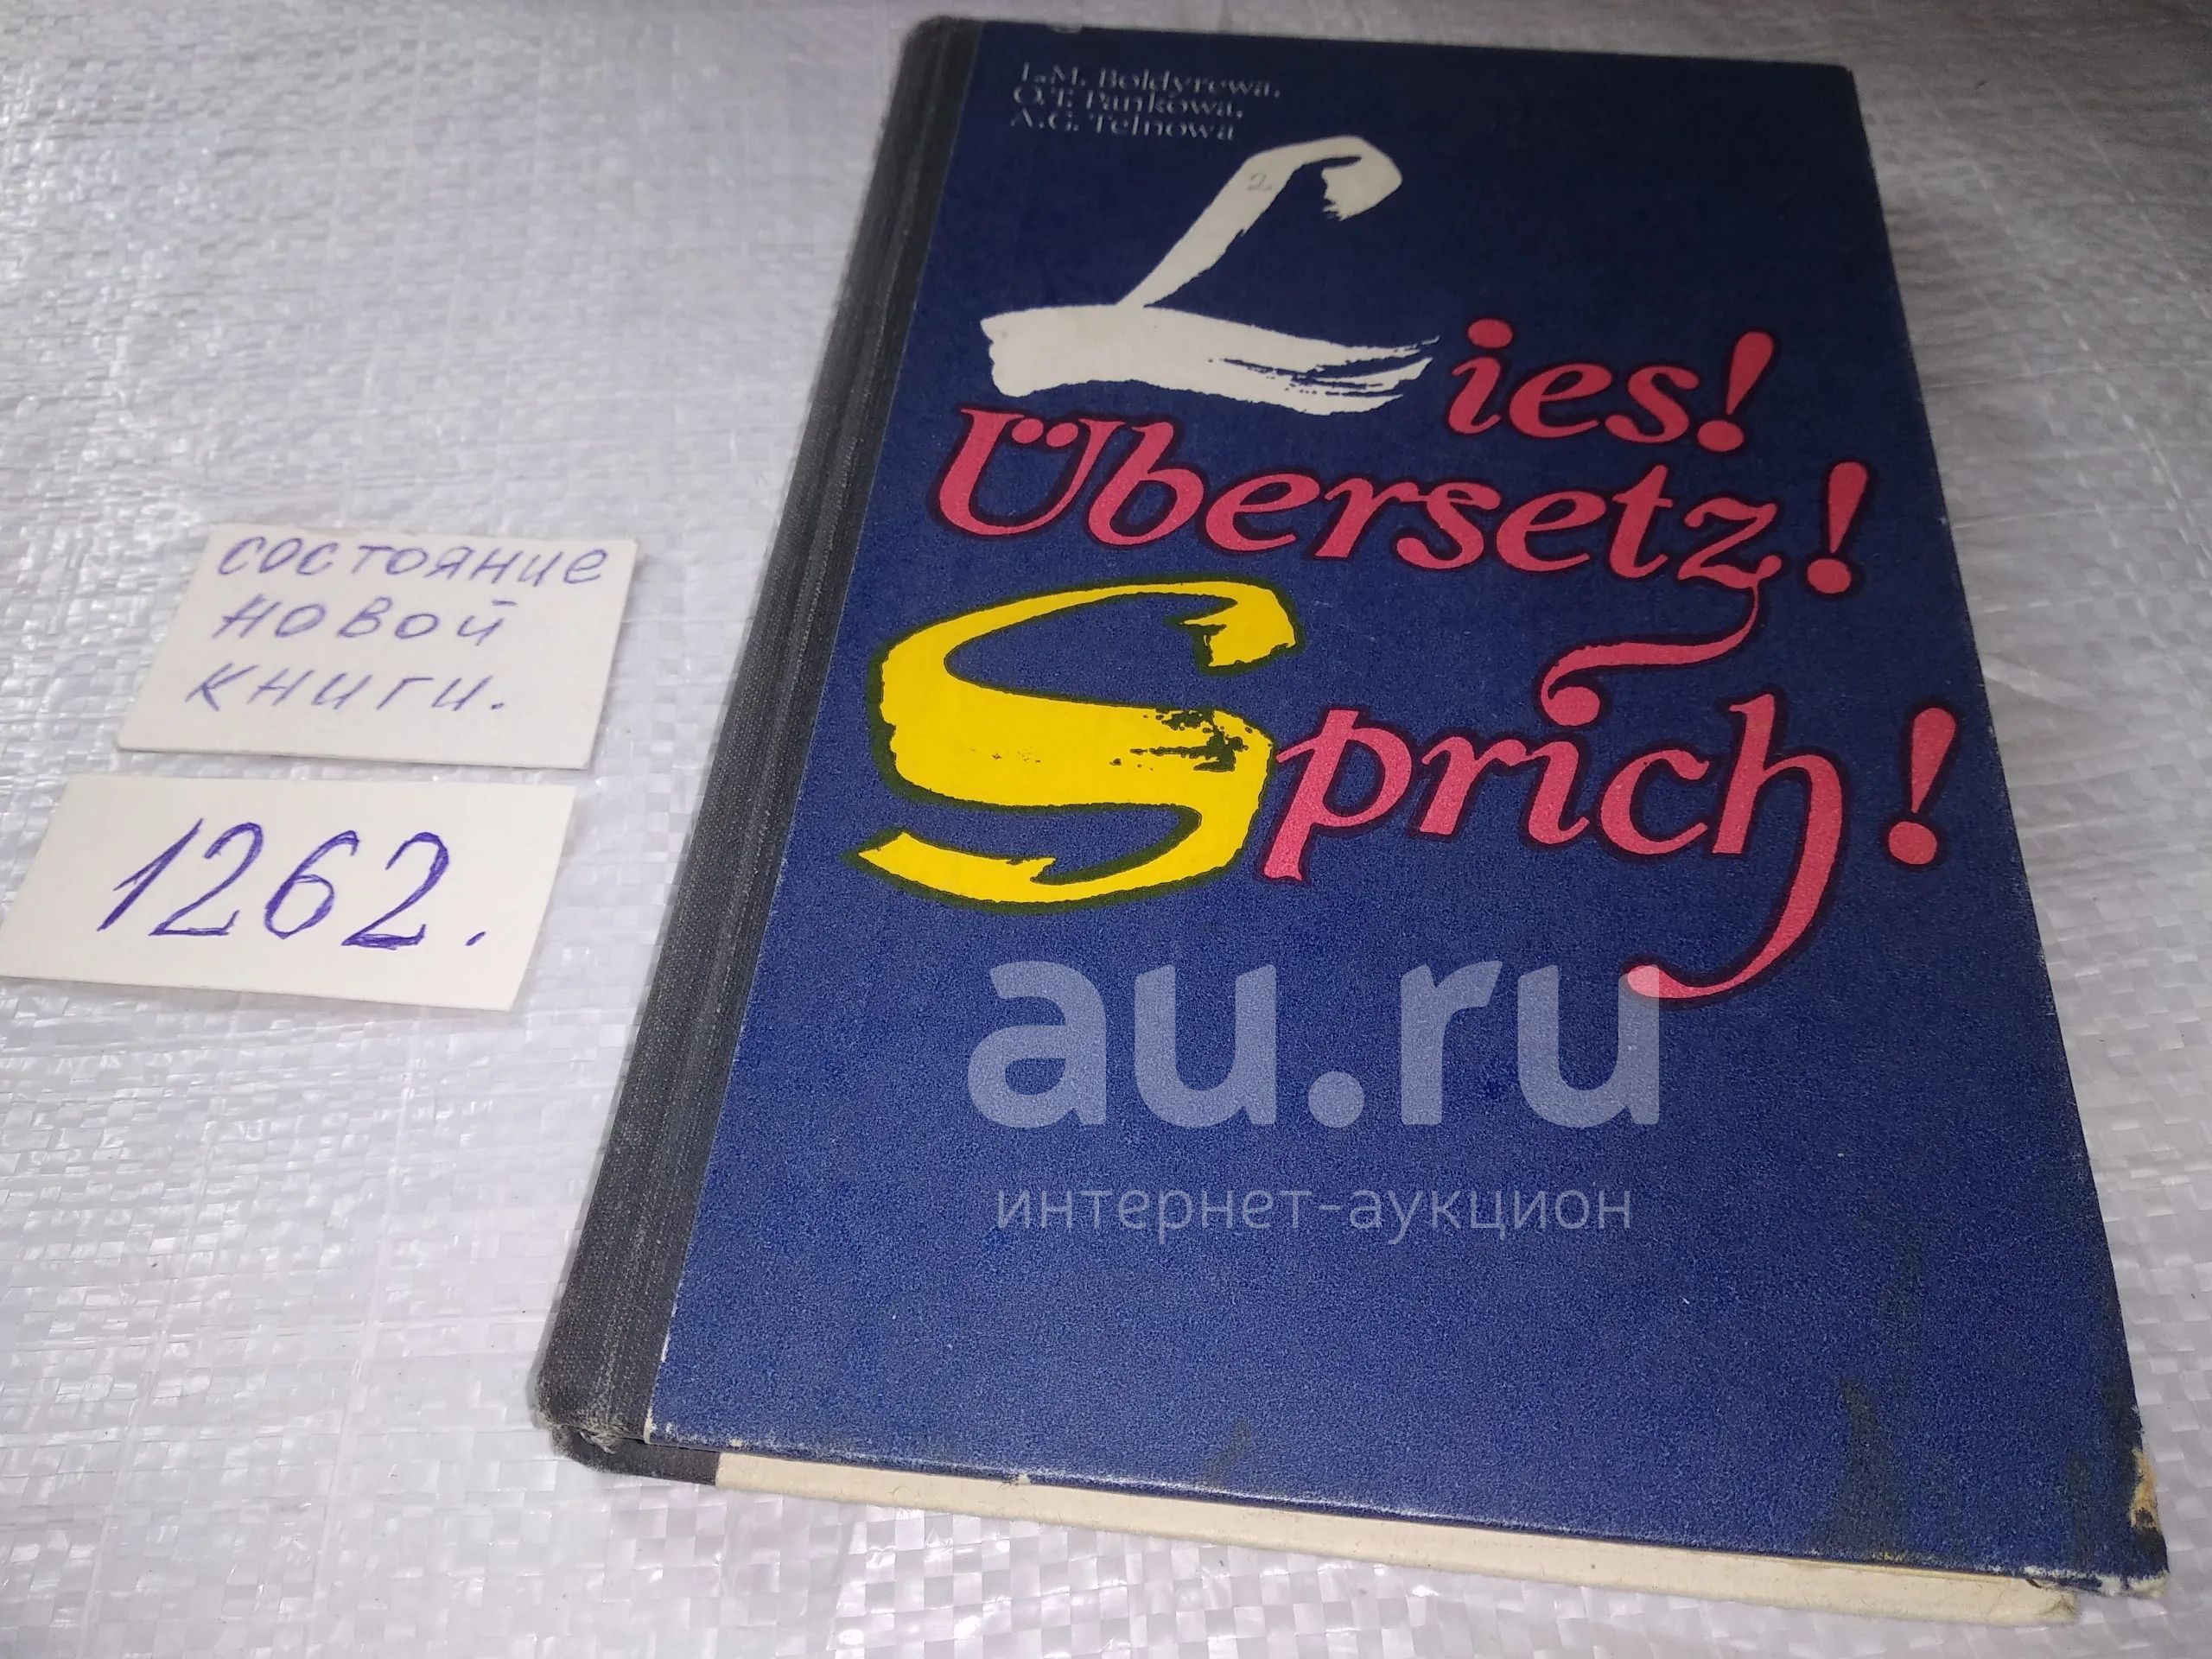 L.M. Boldyrewa,
O.T. Pankowa,
A.G. Telnowa
2.
Lies!
Übersetz!
Sprich!
состояние
новой
книги.
1262.
au.ru
интернет-аукцион